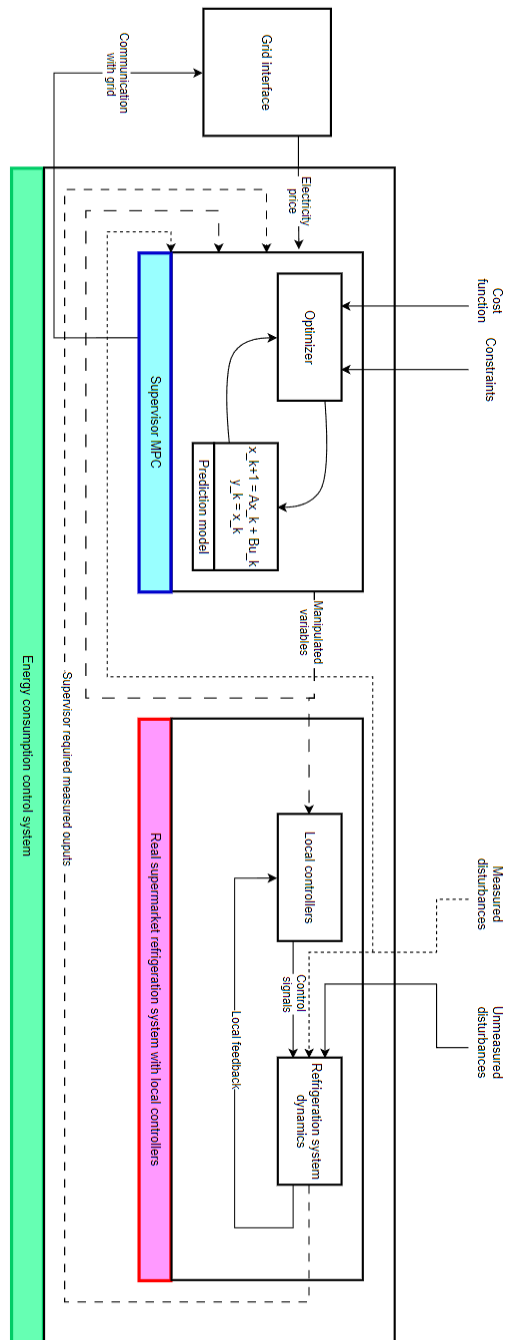 Cost
function
Constraints
Measured
disturbances
Unmeasured
disturbances
Grid interface
Electricity
price
Communication
with grid
Optimizer
x_k+1 = Ax_k + Bu_k
y_k = x_k
Prediction model
Supervisor MPC
Manipulated
variables
Local controllers
Control
signals
Refrigeration system
dynamics
Local feedback
Real supermarket refrigeration system with local controllers
Supervisor required measured ouputs
Energy consumption control system